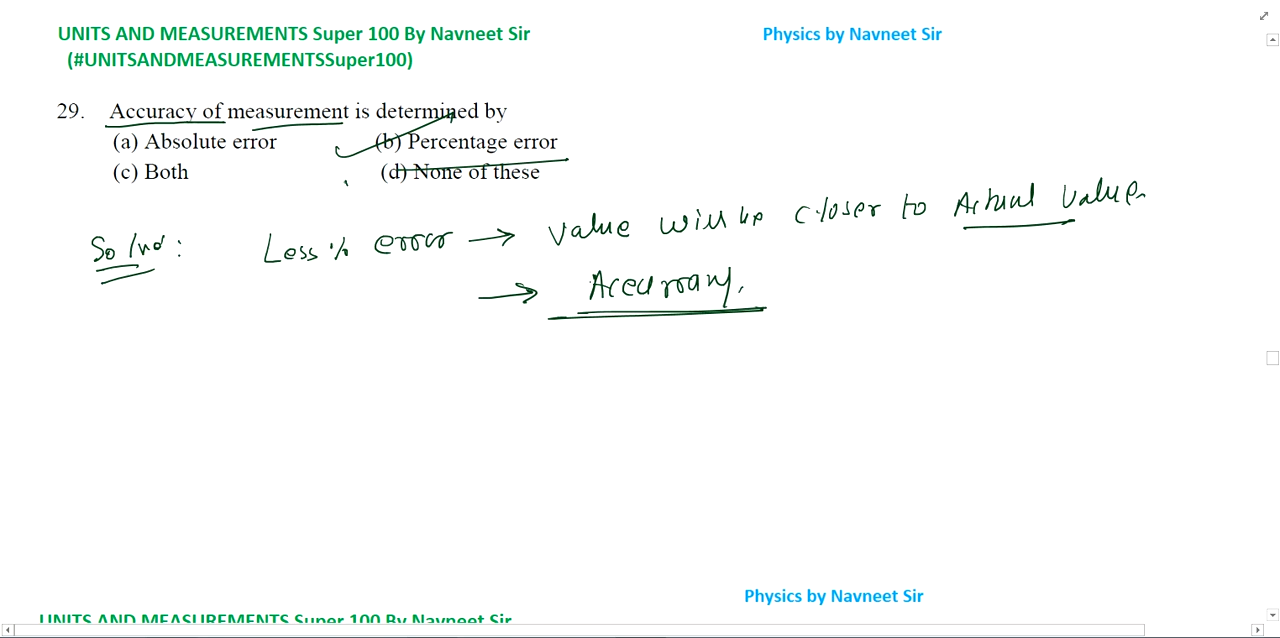 UNITS AND MEASUREMENTS Super 100 By Navneet Sir
Physics by Navneet Sir
(#UNITSANDMEASUREMENTSSuper100)
29. Accuracy of measurement is determined by
(a) Absolute error (b) Percentage error
(c) Both (d) None of these
Less % error → value will be closer to Actual value.
→ Accuracy.
Physics by Navneet Sir
UNITS AND MEASUREMENTS Super 100 By Navneet Sir